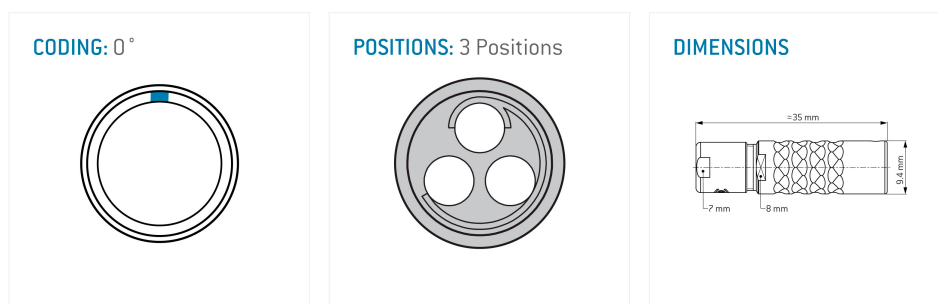 CODING: 0°
POSITIONS: 3 Positions
DIMENSIONS
≈35 mm
9.4 mm
7 mm
8 mm